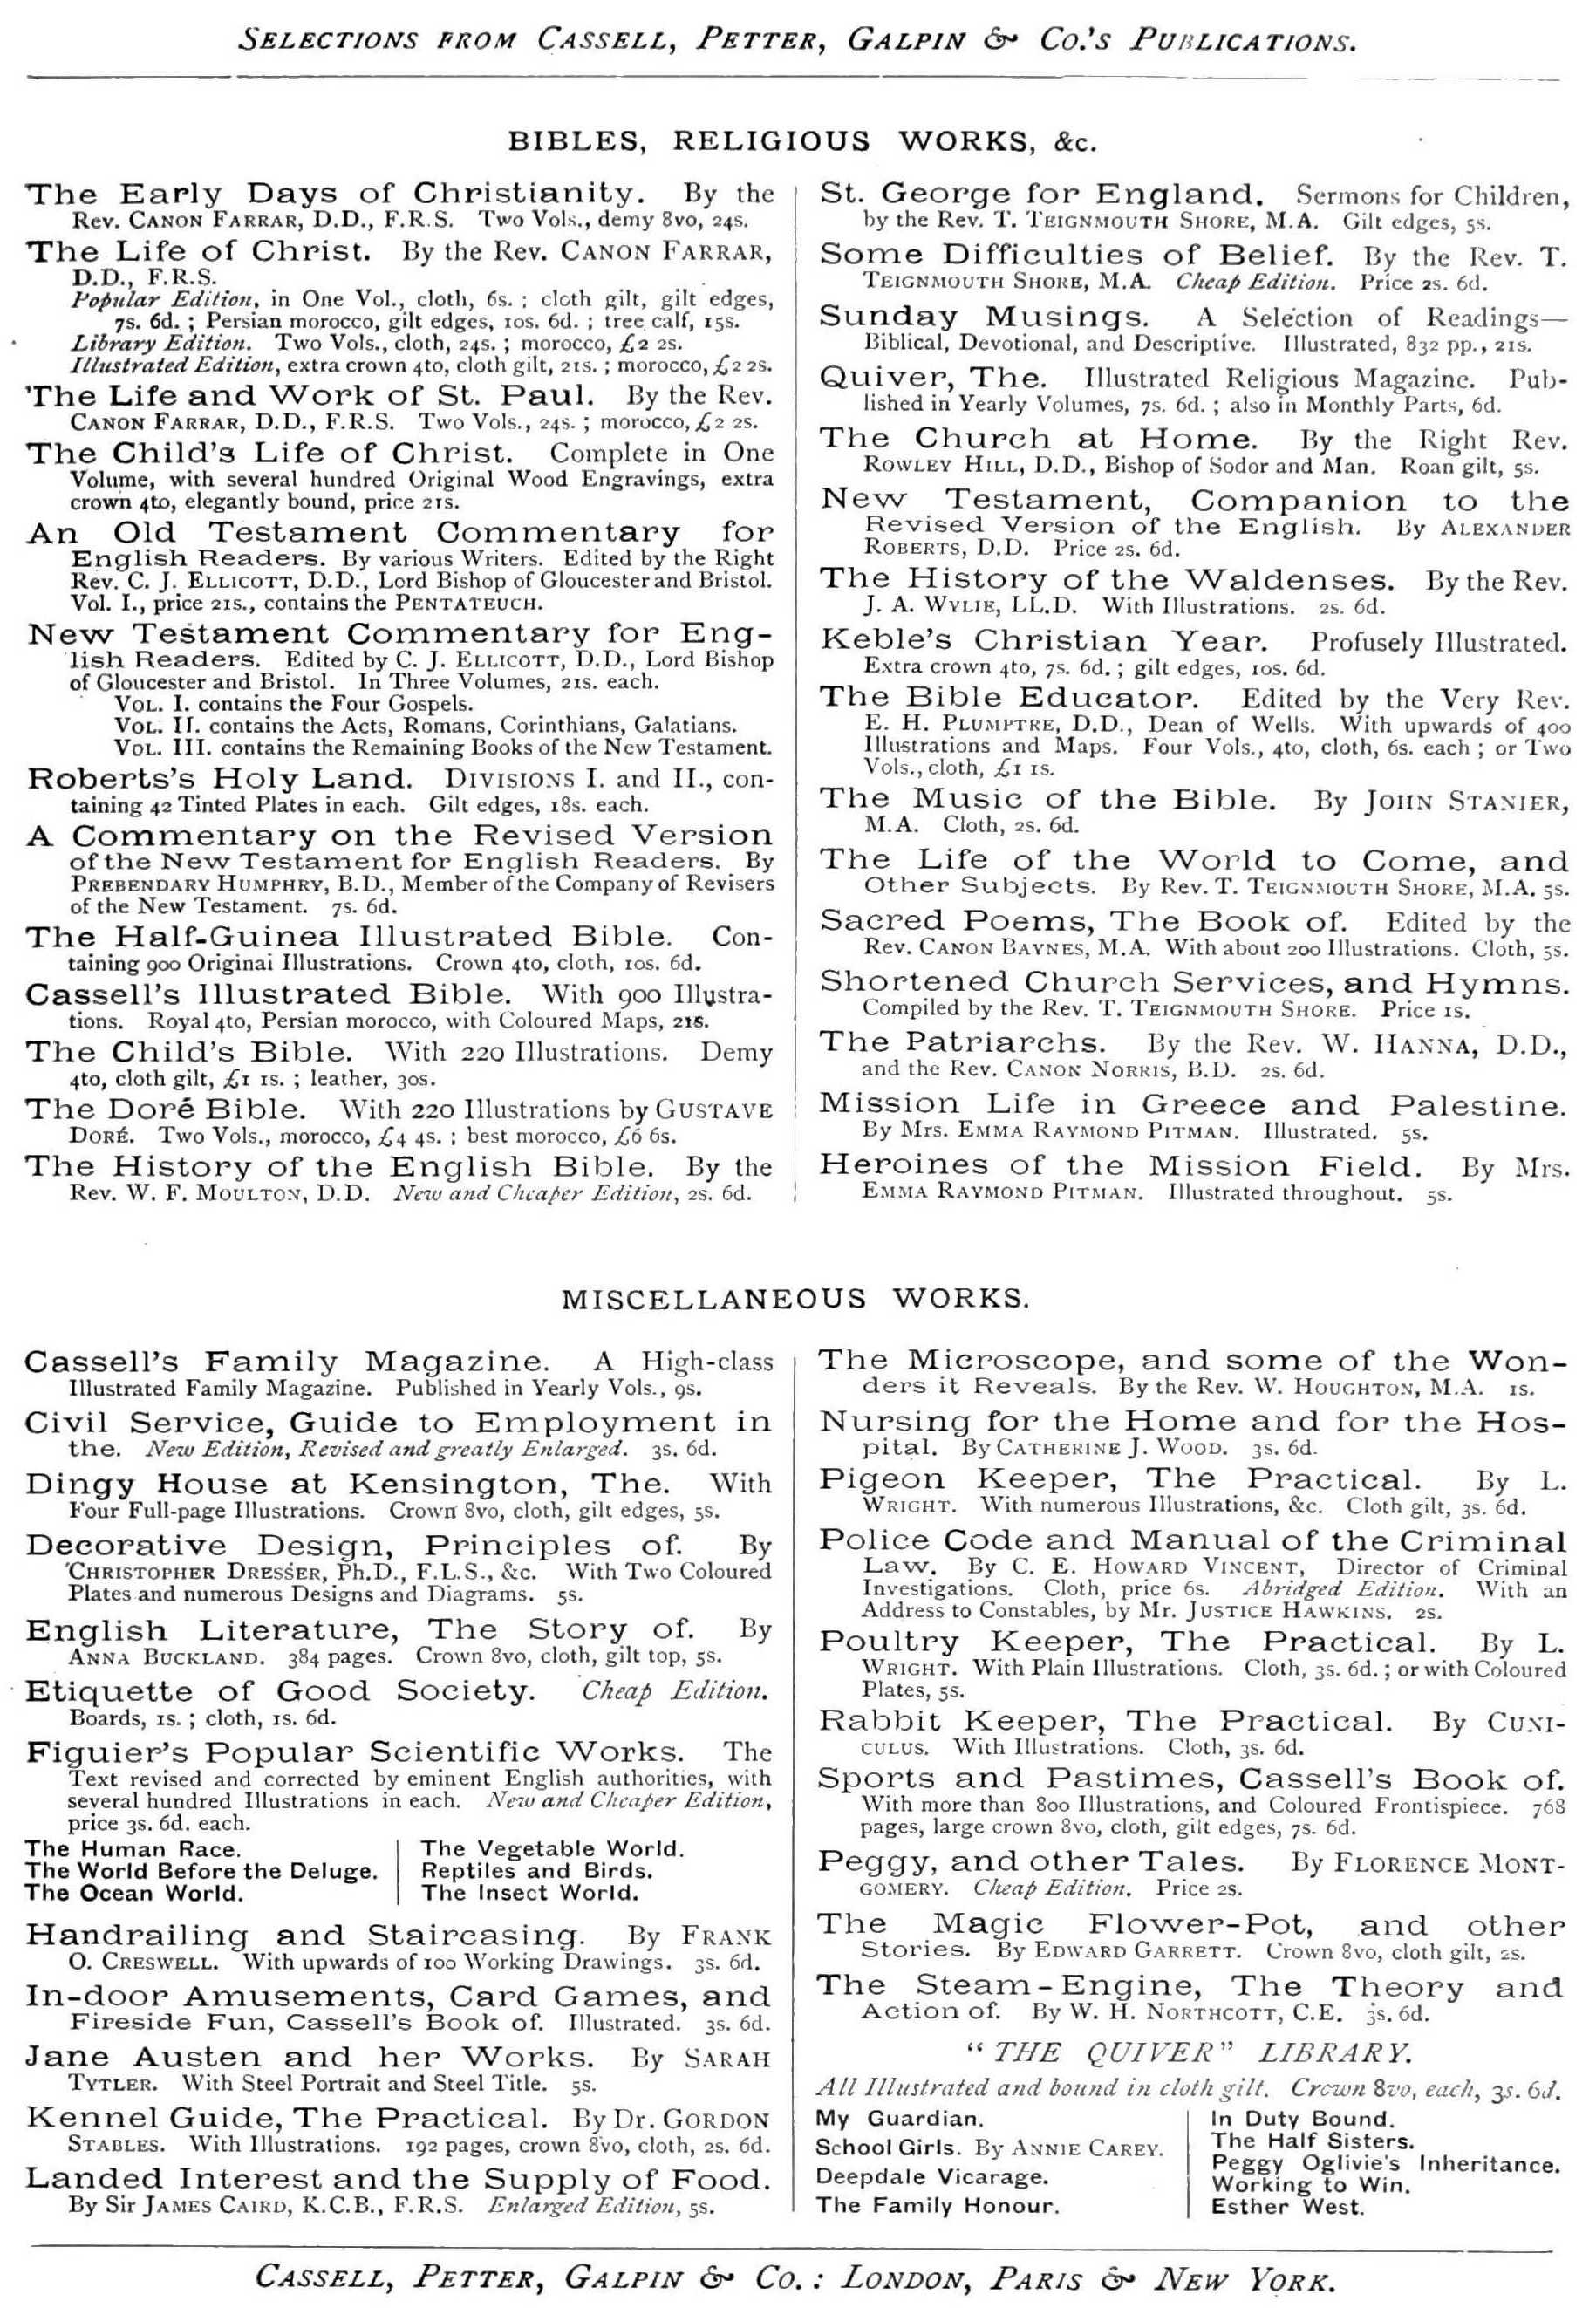 SELECTIONS FROM CASSELL, PETTER, GALPIN & CO.'S PUBLICATIONS.
BIBLES, RELIGIOUS WORKS, &c.
The Early Days of Christianity. By the
Rev. CANON FARRAR, D.D., F.R.S. Two Vols., demy 8vo, 24s.
The Life of Christ. By the Rev. CANON FARRAR,
D.D., F.R.S.
Popular Edition, in One Vol., cloth, 6s. ; cloth gilt, gilt edges,
7s. 6d. ; Persian morocco, gilt edges, 10s. 6d. ; tree calf, 15s.
Library Edition. Two Vols., cloth, 24s. ; morocco, £2 2s.
Illustrated Edition, extra crown 4to, cloth gilt, 21s. ; morocco, £2 2s.
The Life and Work of St. Paul. By the Rev.
CANON FARRAR, D.D., F.R.S. Two Vols., 24s. ; morocco, £2 2s.
The Child's Life of Christ. Complete in One
Volume, with several hundred Original Wood Engravings, extra
crown 4to, elegantly bound, price 21s.
An Old Testament Commentary for
English Readers. By various Writers. Edited by the Right
Rev. C. J. ELLICOTT, D.D., Lord Bishop of Gloucester and Bristol.
Vol. I., price 21s., contains the PENTATEUCH.
New Testament Commentary for Eng-
lish Readers. Edited by C. J. ELLICOTT, D.D., Lord Bishop
of Gloucester and Bristol. In Three Volumes, 21s. each.
VOL. I. contains the Four Gospels.
VOL. II. contains the Acts, Romans, Corinthians, Galatians.
VOL. III. contains the Remaining Books of the New Testament.
Roberts's Holy Land. DIVISIONS I. and II., con-
taining 42 Tinted Plates in each. Gilt edges, 18s. each.
A Commentary on the Revised Version
of the New Testament for English Readers. By
PREBENDARY HUMPHRY, B.D., Member of the Company of Revisers
of the New Testament. 7s. 6d.
The Half-Guinea Illustrated Bible. Con-
taining 900 Original Illustrations. Crown 4to, cloth, 10s. 6d.
Cassell's Illustrated Bible. With 900 Illustra-
tions. Royal 4to, Persian morocco, with Coloured Maps, 21s.
The Child's Bible. With 220 Illustrations. Demy
4to, cloth gilt, £1 1s. ; leather, 30s.
The Doré Bible. With 220 Illustrations by GUSTAVE
DORÉ. Two Vols., morocco, £4 4s. ; best morocco, £6 6s.
The History of the English Bible. By the
Rev. W. F. MOULTON, D.D. New and Cheaper Edition, 2s. 6d.
St. George for England. Sermons for Children,
by the Rev. T. TEIGNMOUTH SHORE, M.A. Gilt edges, 5s.
Some Difficulties of Belief. By the Rev. T.
TEIGNMOUTH SHORE, M.A. Cheap Edition. Price 2s. 6d.
Sunday Musings. A Selection of Readings—
Biblical, Devotional, and Descriptive. Illustrated, 832 pp., 21s.
Quiver, The. Illustrated Religious Magazine. Pub-
lished in Yearly Volumes, 7s. 6d. ; also in Monthly Parts, 6d.
The Church at Home. By the Right Rev.
ROWLEY HILL, D.D., Bishop of Sodor and Man. Roan gilt, 5s.
New Testament, Companion to the
Revised Version of the English. By ALEXANDER
ROBERTS, D.D. Price 2s. 6d.
The History of the Waldenses. By the Rev.
J. A. WYLIE, LL.D. With Illustrations. 2s. 6d.
Keble's Christian Year. Profusely Illustrated.
Extra crown 4to, 7s. 6d. ; gilt edges, 10s. 6d.
The Bible Educator. Edited by the Very Rev.
E. H. PLUMPTRE, D.D., Dean of Wells. With upwards of 400
Illustrations and Maps. Four Vols., 4to, cloth, 6s. each ; or Two
Vols., cloth, £1 1s.
The Music of the Bible. By JOHN STANIER,
M.A. Cloth, 2s. 6d.
The Life of the World to Come, and
Other Subjects. By Rev. T. TEIGNMOUTH SHORE, M.A. 5s.
Sacred Poems, The Book of. Edited by the
Rev. CANON BAYNES, M.A. With about 200 Illustrations. Cloth, 5s.
Shortened Church Services, and Hymns.
Compiled by the Rev. T. TEIGNMOUTH SHORE. Price 1s.
The Patriarchs. By the Rev. W. HANNA, D.D.,
and the Rev. CANON NORRIS, B.D. 2s. 6d.
Mission Life in Greece and Palestine.
By Mrs. EMMA RAYMOND PITMAN. Illustrated. 5s.
Heroines of the Mission Field. By Mrs.
EMMA RAYMOND PITMAN. Illustrated throughout. 5s.
MISCELLANEOUS WORKS.
Cassell's Family Magazine. A High-class
Illustrated Family Magazine. Published in Yearly Vols., 9s.
Civil Service, Guide to Employment in
the. New Edition, Revised and greatly Enlarged. 3s. 6d.
Dingy House at Kensington, The. With
Four Full-page Illustrations. Crown 8vo, cloth, gilt edges, 5s.
Decorative Design, Principles of. By
CHRISTOPHER DRESSER, Ph.D., F.L.S., &c. With Two Coloured
Plates and numerous Designs and Diagrams. 5s.
English Literature, The Story of. By
ANNA BUCKLAND. 384 pages. Crown 8vo, cloth, gilt top, 5s.
Etiquette of Good Society. Cheap Edition.
Boards, 1s. ; cloth, 1s. 6d.
Figuier's Popular Scientific Works. The
Text revised and corrected by eminent English authorities, with
several hundred Illustrations in each. New and Cheaper Edition,
price 3s. 6d. each.
The Human Race.
The World Before the Deluge.
The Ocean World.
The Vegetable World.
Reptiles and Birds.
The Insect World.
Handrailing and Staircasing. By FRANK
O. CRESWELL. With upwards of 100 Working Drawings. 3s. 6d.
In-door Amusements, Card Games, and
Fireside Fun, Cassell's Book of. Illustrated. 3s. 6d.
Jane Austen and her Works. By SARAH
TYTLER. With Steel Portrait and Steel Title. 5s.
Kennel Guide, The Practical. By Dr. GORDON
STABLES. With Illustrations. 192 pages, crown 8vo, cloth, 2s. 6d.
Landed Interest and the Supply of Food.
By Sir JAMES CAIRD, K.C.B., F.R.S. Enlarged Edition, 5s.
The Microscope, and some of the Won-
ders it Reveals. By the Rev. W. HOUGHTON, M.A. 1s.
Nursing for the Home and for the Hos-
pital. By CATHERINE J. WOOD. 3s. 6d.
Pigeon Keeper, The Practical. By L.
WRIGHT. With numerous Illustrations, &c. Cloth gilt, 3s. 6d.
Police Code and Manual of the Criminal
Law. By C. E. HOWARD VINCENT, Director of Criminal
Investigations. Cloth, price 6s. Abridged Edition. With an
Address to Constables, by Mr. JUSTICE HAWKINS. 2s.
Poultry Keeper, The Practical. By L.
WRIGHT. With Plain Illustrations. Cloth, 3s. 6d. ; or with Coloured
Plates, 5s.
Rabbit Keeper, The Practical. By CUNI-
CULUS. With Illustrations. Cloth, 3s. 6d.
Sports and Pastimes, Cassell's Book of.
With more than 800 Illustrations, and Coloured Frontispiece. 768
pages, large crown 8vo, cloth, gilt edges, 7s. 6d.
Peggy, and other Tales. By FLORENCE MONT-
GOMERY. Cheap Edition. Price 2s.
The Magic Flower-Pot, and other
Stories. By EDWARD GARRETT. Crown 8vo, cloth gilt, 2s.
The Steam-Engine, The Theory and
Action of. By W. H. NORTHCOTT, C.E. 3s. 6d.
"THE QUIVER" LIBRARY.
All Illustrated and bound in cloth gilt. Crown 8vo, each, 3s. 6d.
My Guardian.
School Girls. By ANNIE CAREY.
Deepdale Vicarage.
The Family Honour.
In Duty Bound.
The Half Sisters.
Peggy Oglivie's Inheritance.
Working to Win.
Esther West.
CASSELL, PETTER, GALPIN & CO. : LONDON, PARIS & NEW YORK.